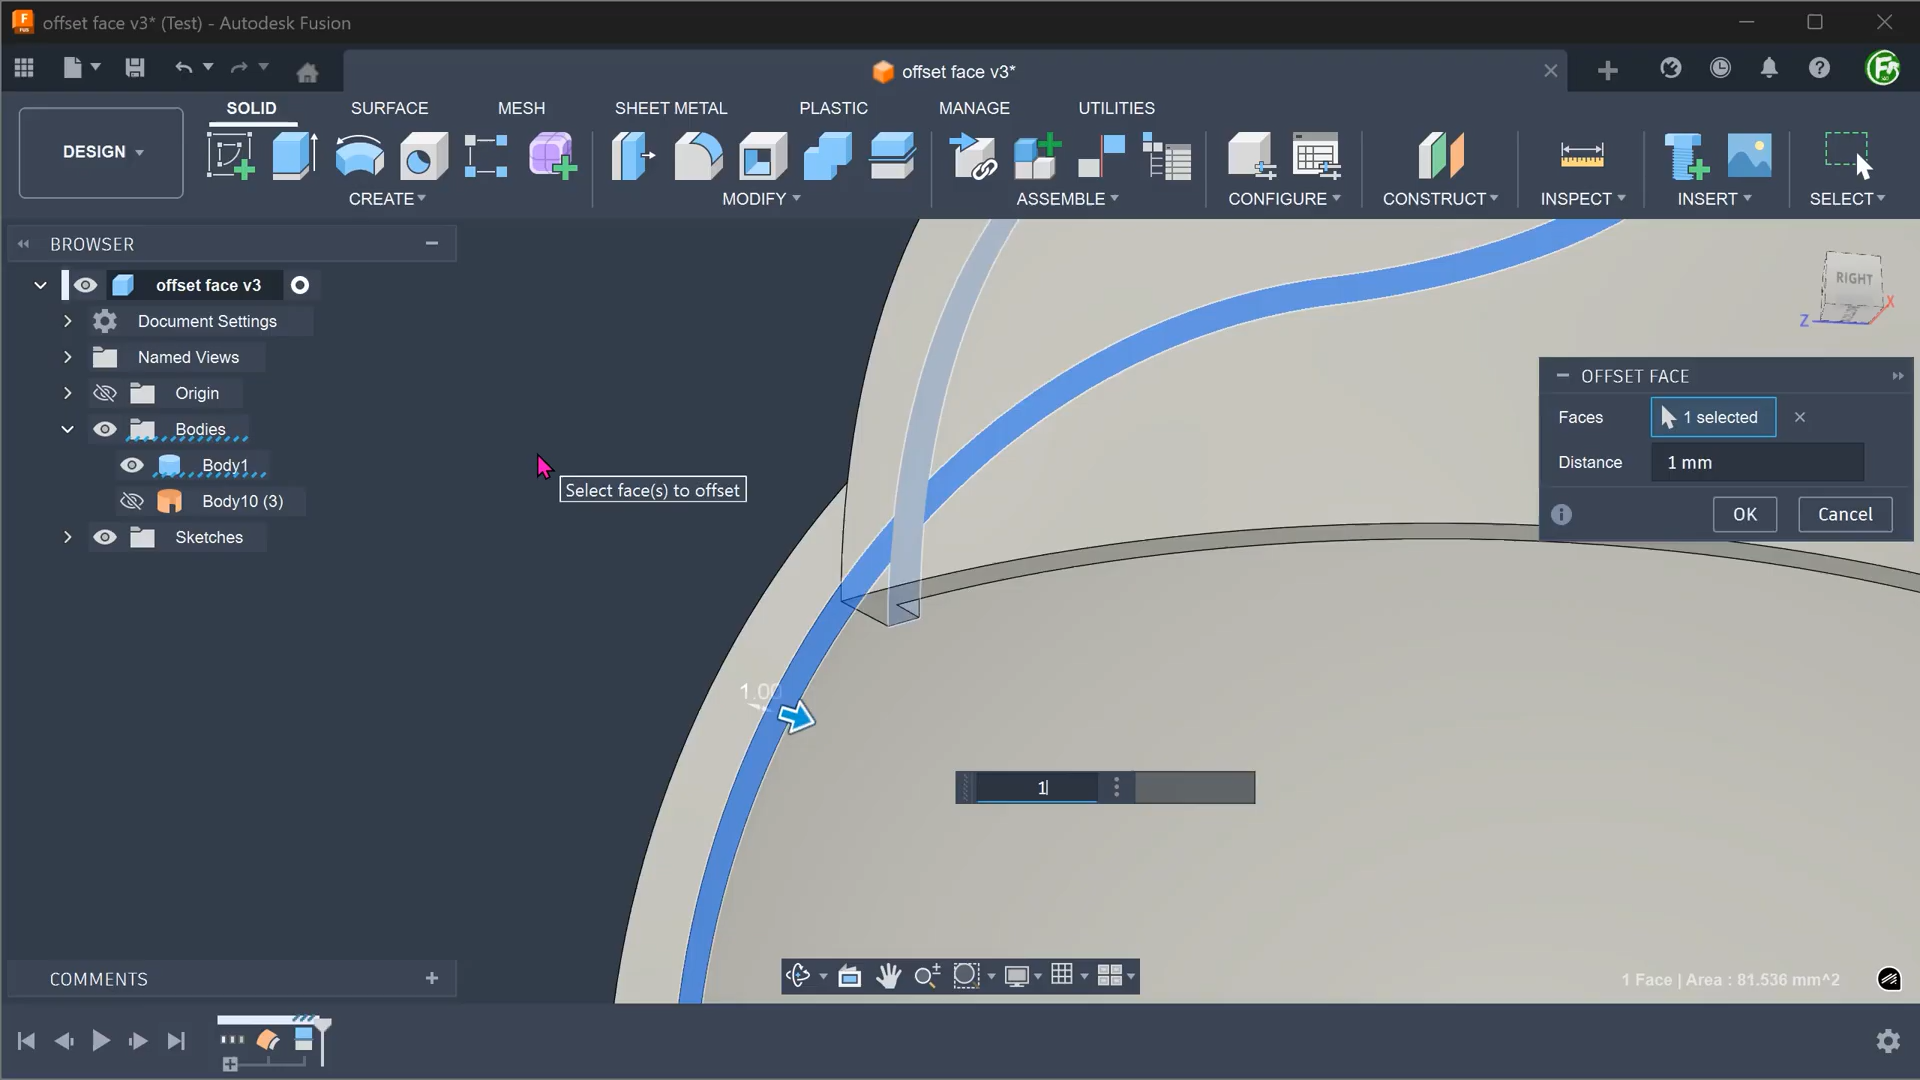 offset face v3* (Test) - Autodesk Fusion
offset face v3*
SOLID
SURFACE
MESH
SHEET METAL
PLASTIC
MANAGE
UTILITIES
DESIGN
CREATE
MODIFY
ASSEMBLE
CONFIGURE
CONSTRUCT
INSPECT
INSERT
SELECT
BROWSER
offset face v3
Document Settings
Named Views
Origin
Bodies
Body1
Body10 (3)
Sketches
Select face(s) to offset
RIGHT
X
Z
OFFSET FACE
Faces
1 selected
Distance
1 mm
OK
Cancel
1.00
1
COMMENTS
1 Face | Area : 81.536 mm^2